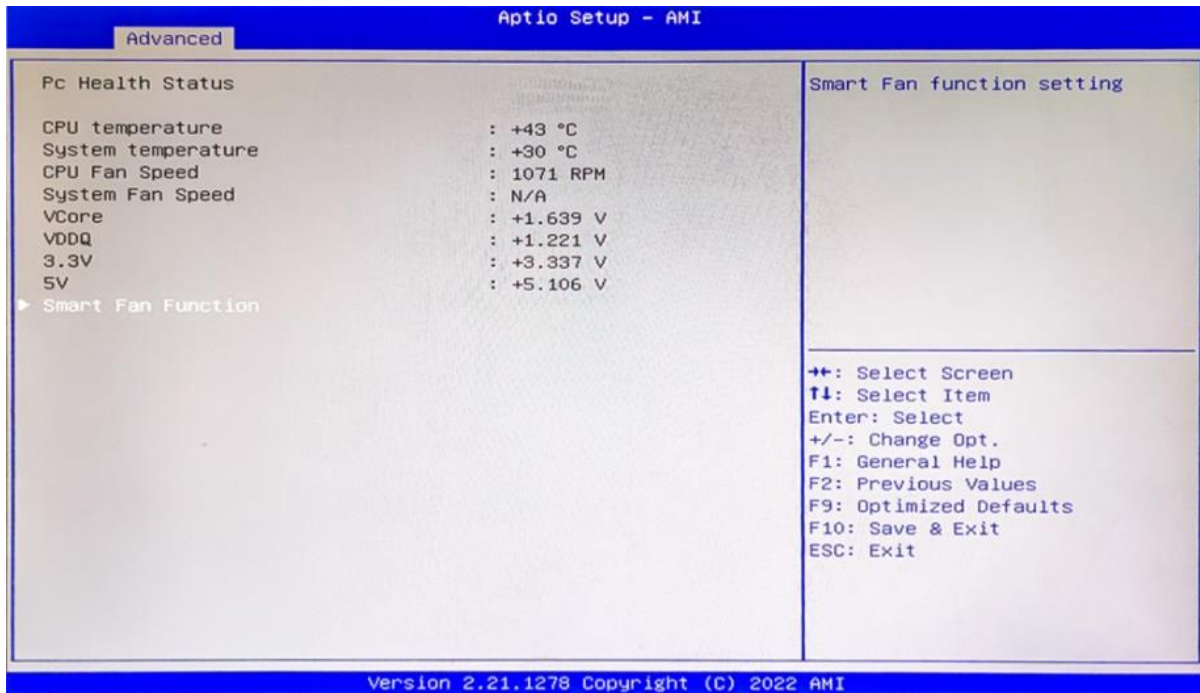 Aptio Setup - AMI
Advanced
Pc Health Status
CPU temperature : +43 °C
System temperature : +30 °C
CPU Fan Speed : 1071 RPM
System Fan Speed : N/A
VCore : +1.639 V
VDDQ : +1.221 V
3.3V : +3.337 V
5V : +5.106 V
► Smart Fan Function
Smart Fan function setting
→←: Select Screen
↑↓: Select Item
Enter: Select
+/-: Change Opt.
F1: General Help
F2: Previous Values
F9: Optimized Defaults
F10: Save & Exit
ESC: Exit
Version 2.21.1278 Copyright (C) 2022 AMI